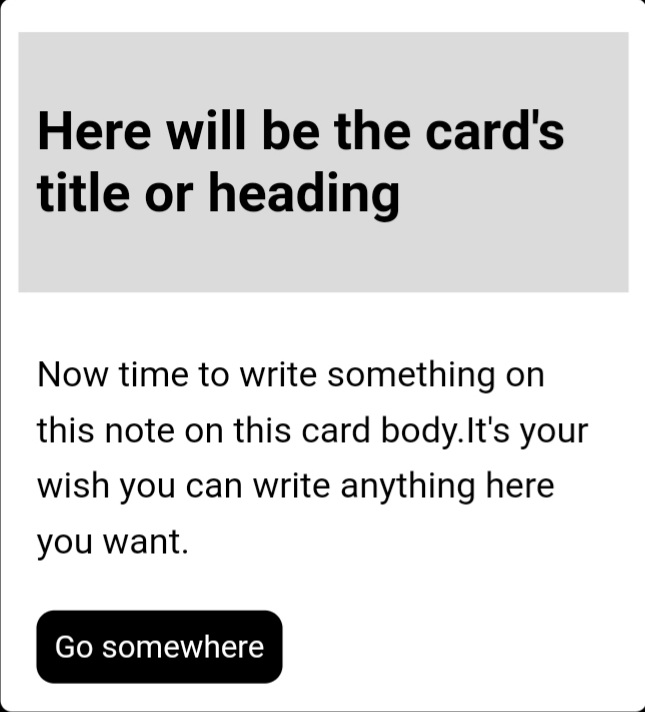 Here will be the card's
title or heading
Now time to write something on
this note on this card body.It's your
wish you can write anything here
you want.
Go somewhere